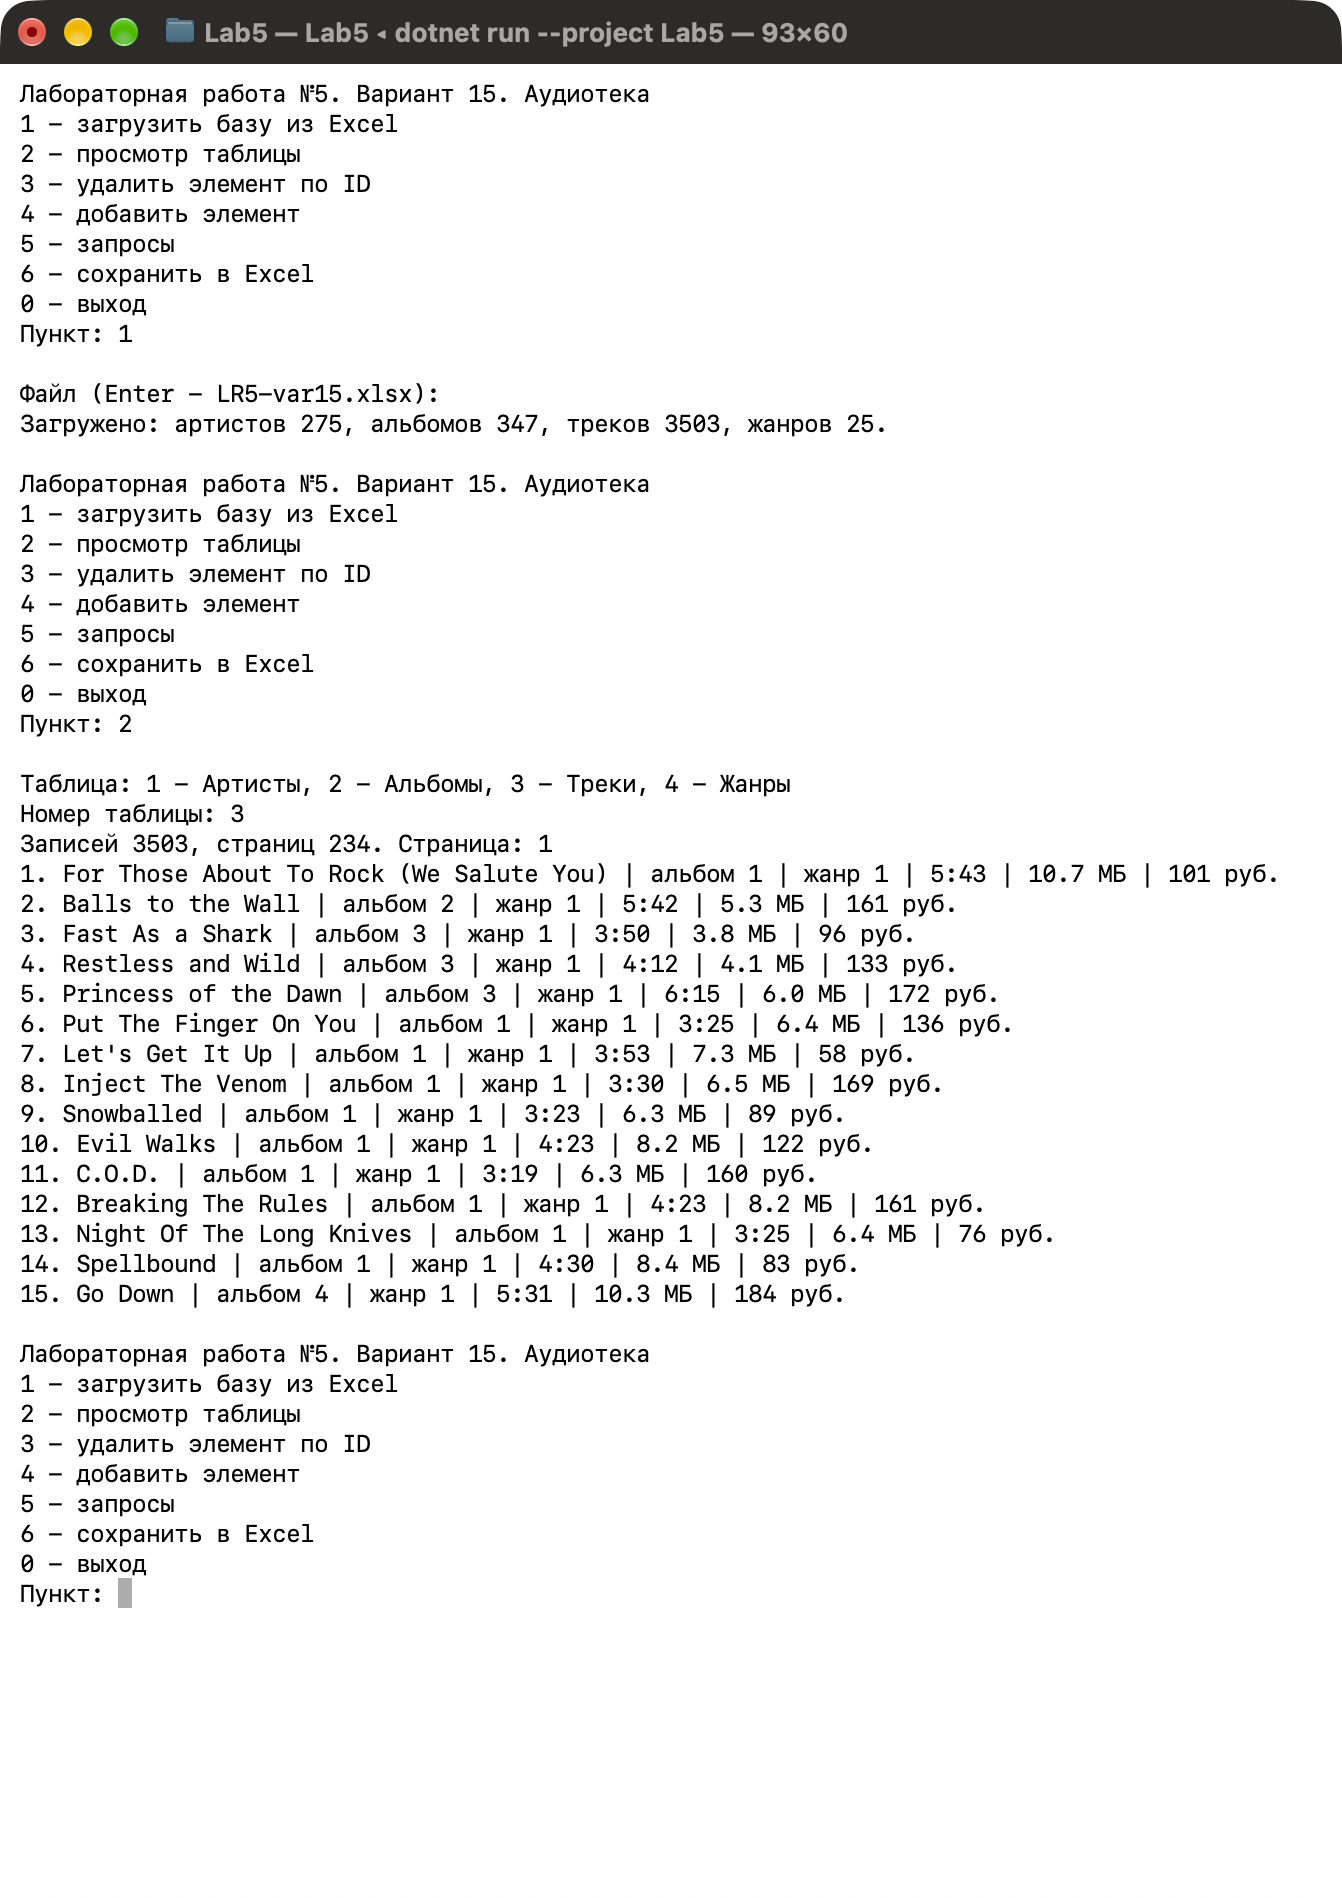 Lab5 — Lab5 ◂ dotnet run --project Lab5 — 93×60
Лабораторная работа №5. Вариант 15. Аудиотека
1 — загрузить базу из Excel
2 — просмотр таблицы
3 — удалить элемент по ID
4 — добавить элемент
5 — запросы
6 — сохранить в Excel
0 — выход
Пункт: 1
Файл (Enter — LR5-var15.xlsx):
Загружено: артистов 275, альбомов 347, треков 3503, жанров 25.
Лабораторная работа №5. Вариант 15. Аудиотека
1 — загрузить базу из Excel
2 — просмотр таблицы
3 — удалить элемент по ID
4 — добавить элемент
5 — запросы
6 — сохранить в Excel
0 — выход
Пункт: 2
Таблица: 1 — Артисты, 2 — Альбомы, 3 — Треки, 4 — Жанры
Номер таблицы: 3
Записей 3503, страниц 234. Страница: 1
1. For Those About To Rock (We Salute You) | альбом 1 | жанр 1 | 5:43 | 10.7 МБ | 101 руб.
2. Balls to the Wall | альбом 2 | жанр 1 | 5:42 | 5.3 МБ | 161 руб.
3. Fast As a Shark | альбом 3 | жанр 1 | 3:50 | 3.8 МБ | 96 руб.
4. Restless and Wild | альбом 3 | жанр 1 | 4:12 | 4.1 МБ | 133 руб.
5. Princess of the Dawn | альбом 3 | жанр 1 | 6:15 | 6.0 МБ | 172 руб.
6. Put The Finger On You | альбом 1 | жанр 1 | 3:25 | 6.4 МБ | 136 руб.
7. Let's Get It Up | альбом 1 | жанр 1 | 3:53 | 7.3 МБ | 58 руб.
8. Inject The Venom | альбом 1 | жанр 1 | 3:30 | 6.5 МБ | 169 руб.
9. Snowballed | альбом 1 | жанр 1 | 3:23 | 6.3 МБ | 89 руб.
10. Evil Walks | альбом 1 | жанр 1 | 4:23 | 8.2 МБ | 122 руб.
11. C.O.D. | альбом 1 | жанр 1 | 3:19 | 6.3 МБ | 160 руб.
12. Breaking The Rules | альбом 1 | жанр 1 | 4:23 | 8.2 МБ | 161 руб.
13. Night Of The Long Knives | альбом 1 | жанр 1 | 3:25 | 6.4 МБ | 76 руб.
14. Spellbound | альбом 1 | жанр 1 | 4:30 | 8.4 МБ | 83 руб.
15. Go Down | альбом 4 | жанр 1 | 5:31 | 10.3 МБ | 184 руб.
Лабораторная работа №5. Вариант 15. Аудиотека
1 — загрузить базу из Excel
2 — просмотр таблицы
3 — удалить элемент по ID
4 — добавить элемент
5 — запросы
6 — сохранить в Excel
0 — выход
Пункт: